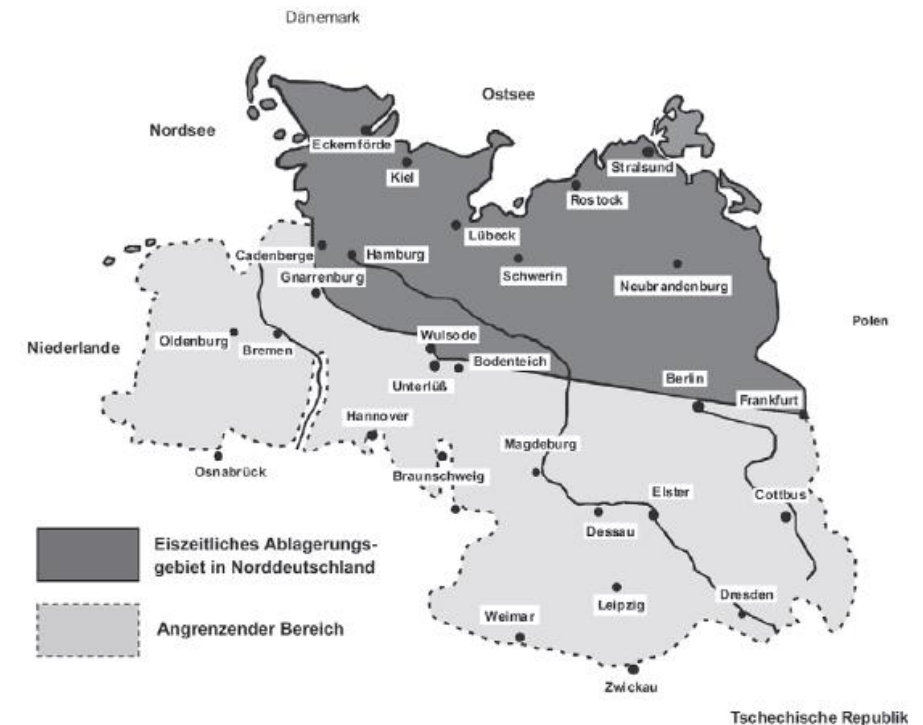 Dänemark
Ostsee
Nordsee
Eckernförde
Kiel
Stralsund
Rostock
Lübeck
Cadenberge
Hamburg
Schwerin
Gnarrenburg
Neubrandenburg
Polen
Niederlande
Oldenburg
Bremen
Wulsode
Bodenteich
Unterlüß
Berlin
Frankfurt
Hannover
Magdeburg
Osnabrück
Braunschweig
Elster
Cottbus
Dessau
Eiszeitliches Ablagerungs-
gebiet in Norddeutschland
Leipzig
Dresden
Weimar
Angrenzender Bereich
Zwickau
Tschechische Republik